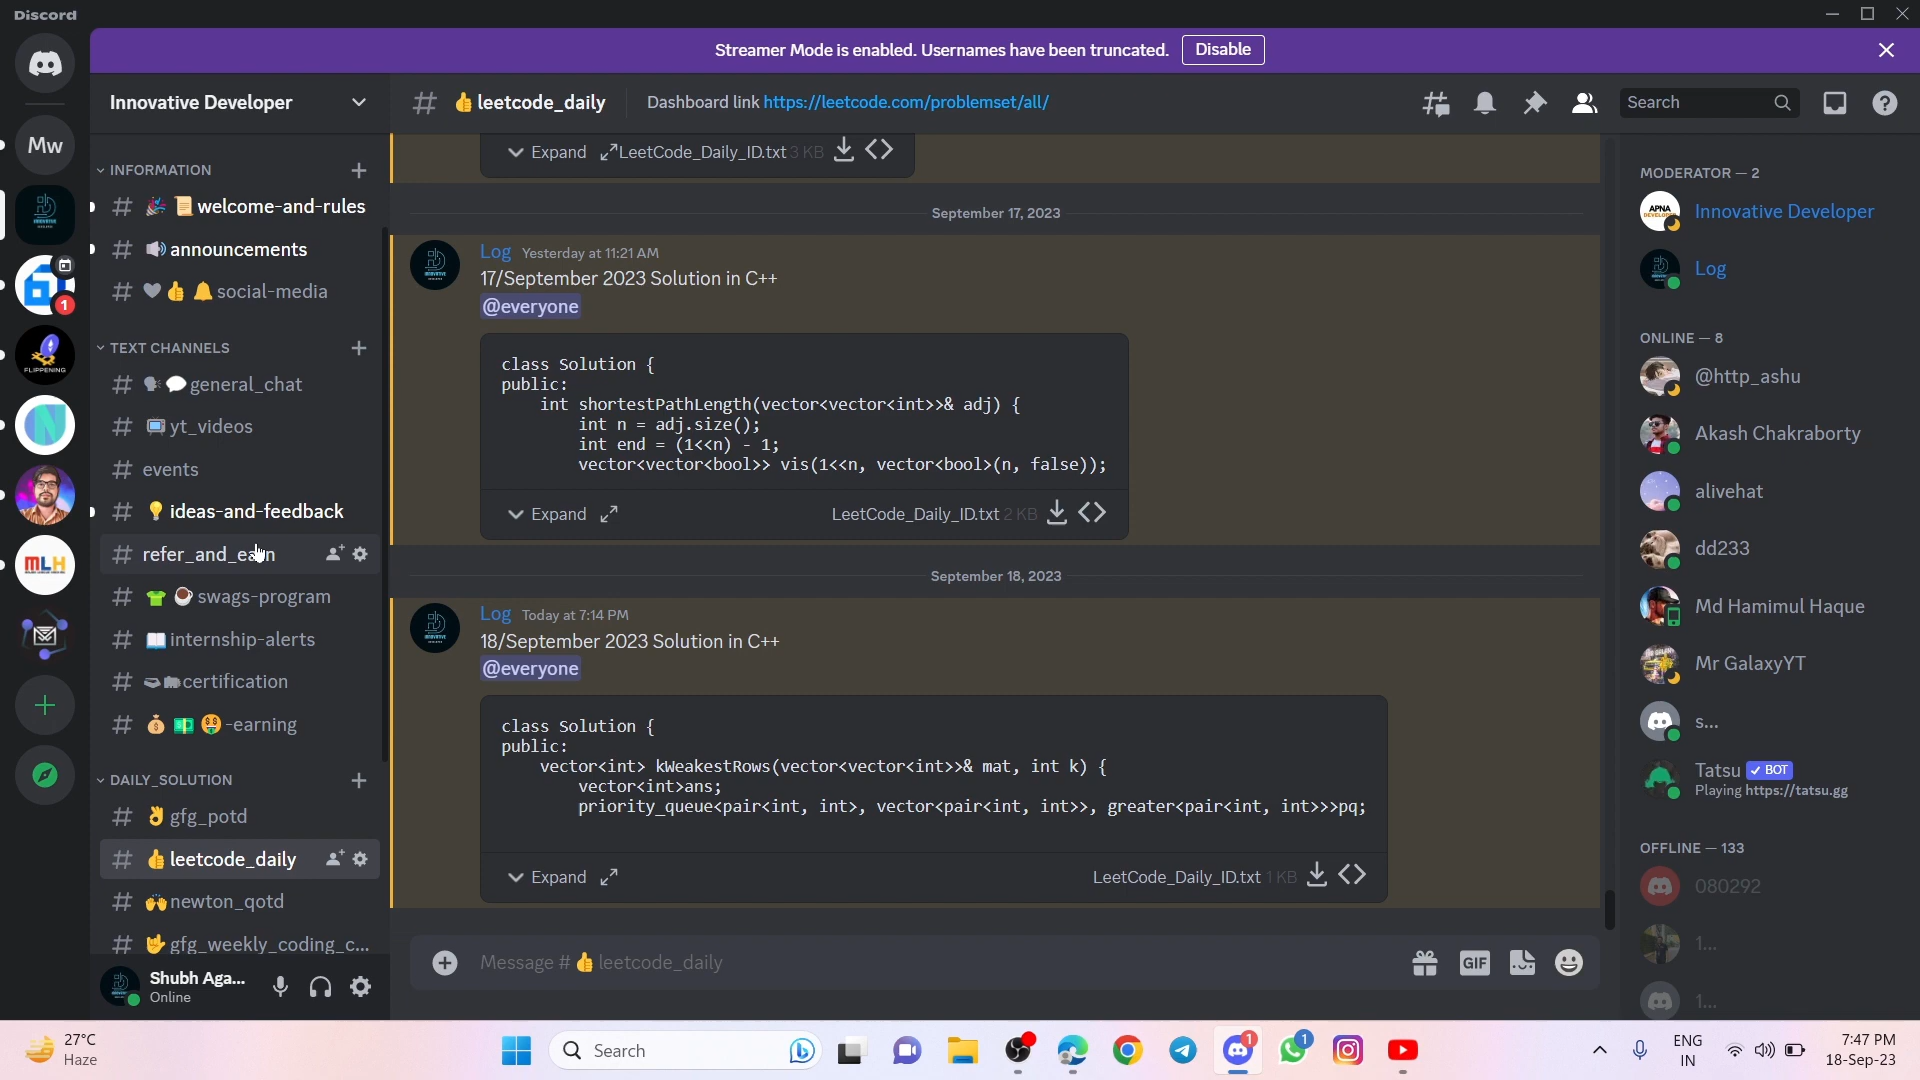 Discord
Streamer Mode is enabled. Usernames have been truncated. Disable
Innovative Developer
leetcode_daily
Dashboard link https://leetcode.com/problemset/all/
Search
Mw
1
FLIPPENING
MLH
INFORMATION
welcome-and-rules
announcements
social-media
TEXT CHANNELS
general_chat
yt_videos
events
ideas-and-feedback
refer_and_earn
swags-program
internship-alerts
certification
-earning
DAILY_SOLUTION
gfg_potd
leetcode_daily
newton_qotd
gfg_weekly_coding_c...
Shubh Aga...
Online
Expand LeetCode_Daily_ID.txt 3 KB
September 17, 2023
Log Yesterday at 11:21 AM
17/September 2023 Solution in C++
@everyone
class Solution {
public:
int shortestPathLength(vector<vector<int>>& adj) {
int n = adj.size();
int end = (1<<n) - 1;
vector<vector<bool>> vis(1<<n, vector<bool>(n, false));
Expand LeetCode_Daily_ID.txt 2 KB
September 18, 2023
Log Today at 7:14 PM
18/September 2023 Solution in C++
@everyone
class Solution {
public:
vector<int> kWeakestRows(vector<vector<int>>& mat, int k) {
vector<int>ans;
priority_queue<pair<int, int>, vector<pair<int, int>>, greater<pair<int, int>>>pq;
Expand LeetCode_Daily_ID.txt 1 KB
Message # leetcode_daily
GIF
MODERATOR — 2
APNA
Innovative Developer
Log
ONLINE — 8
@http_ashu
Akash Chakraborty
alivehat
dd233
Md Hamimul Haque
Mr GalaxyYT
s...
Tatsu BOT
Playing https://tatsu.gg
OFFLINE — 133
080292
1...
1...
27°C
Haze
Search
1
1
ENG
IN
7:47 PM
18-Sep-23